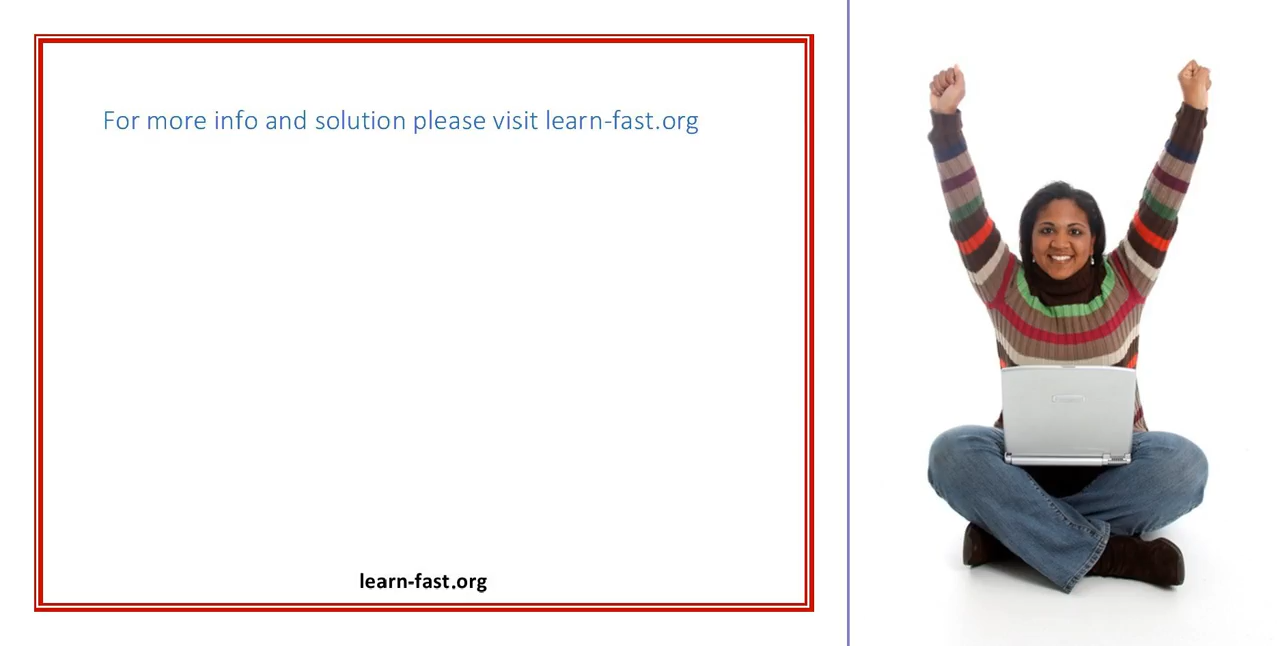 For more info and solution please visit learn-fast.org
learn-fast.org